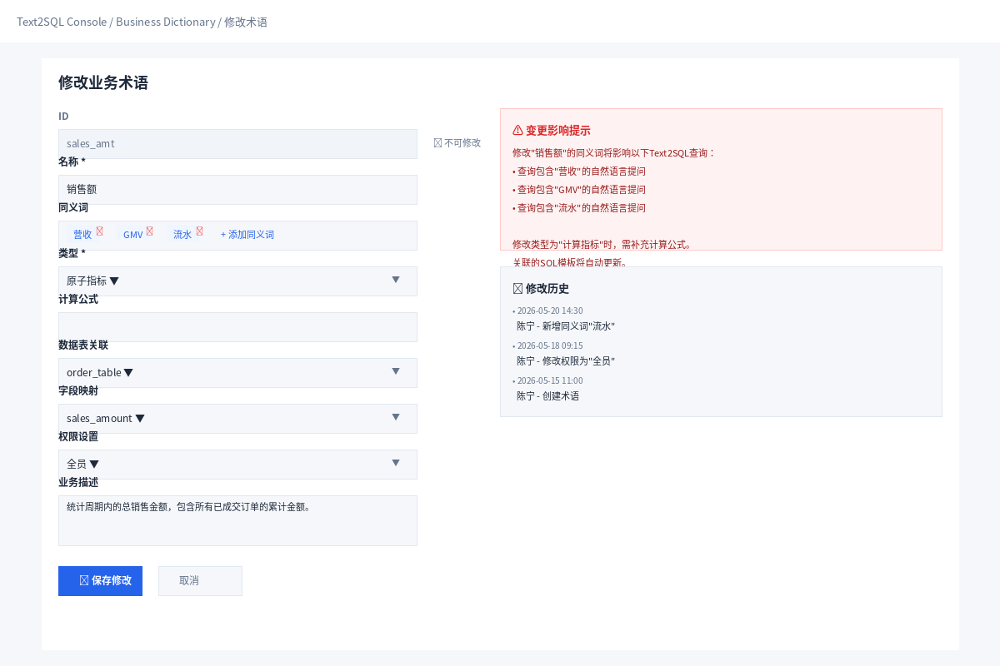 Text2SQL Console / Business Dictionary / 修改术语
修改业务术语
ID
sales_amt
不可修改
名称 *
销售额
同义词
营收 GMV 流水 + 添加同义词
类型 *
原子指标 ▼ ▼
计算公式
数据表关联
order_table ▼ ▼
字段映射
sales_amount ▼ ▼
权限设置
全员 ▼ ▼
业务描述
统计周期内的总销售金额，包含所有已成交订单的累计金额。
保存修改
取消
⚠ 变更影响提示
修改"销售额"的同义词将影响以下Text2SQL查询：
• 查询包含"营收"的自然语言提问
• 查询包含"GMV"的自然语言提问
• 查询包含"流水"的自然语言提问
修改类型为"计算指标"时，需补充计算公式。
关联的SQL模板将自动更新。
修改历史
• 2026-05-20 14:30
陈宁 - 新增同义词"流水"
• 2026-05-18 09:15
陈宁 - 修改权限为"全员"
• 2026-05-15 11:00
陈宁 - 创建术语